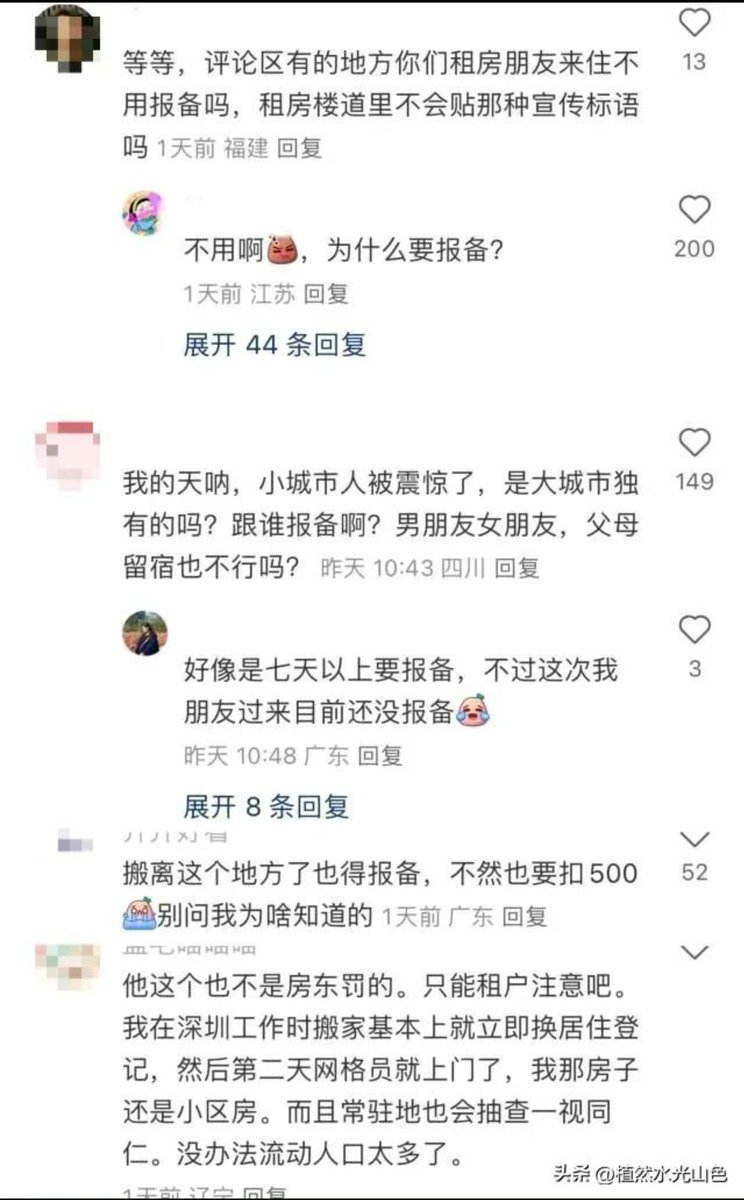 等等，评论区有的地方你们租房朋友来住不
13
用报备吗，租房楼道里不会贴那种宣传标语
吗 1天前 福建 回复
不用啊，为什么要报备？
200
1天前 江苏 回复
展开 44 条回复
我的天呐，小城市人被震惊了，是大城市独
149
有的吗？跟谁报备啊？男朋友女朋友，父母
留宿也不行吗？ 昨天 10:43 四川 回复
好像是七天以上要报备，不过这次我
3
朋友过来目前还没报备
昨天 10:48 广东 回复
展开 8 条回复
搬离这个地方了也得报备，不然也要扣500
52
别问我为啥知道的 1天前 广东 回复
他这个也不是房东罚的。只能租户注意吧。
我在深圳工作时搬家基本上就立即换居住登
记，然后第二天网格员就上门了，我那房子
还是小区房。而且常驻地也会抽查一视同
仁。没办法流动人口太多了。
头条 @植然水光山色
1天前 辽宁 回复